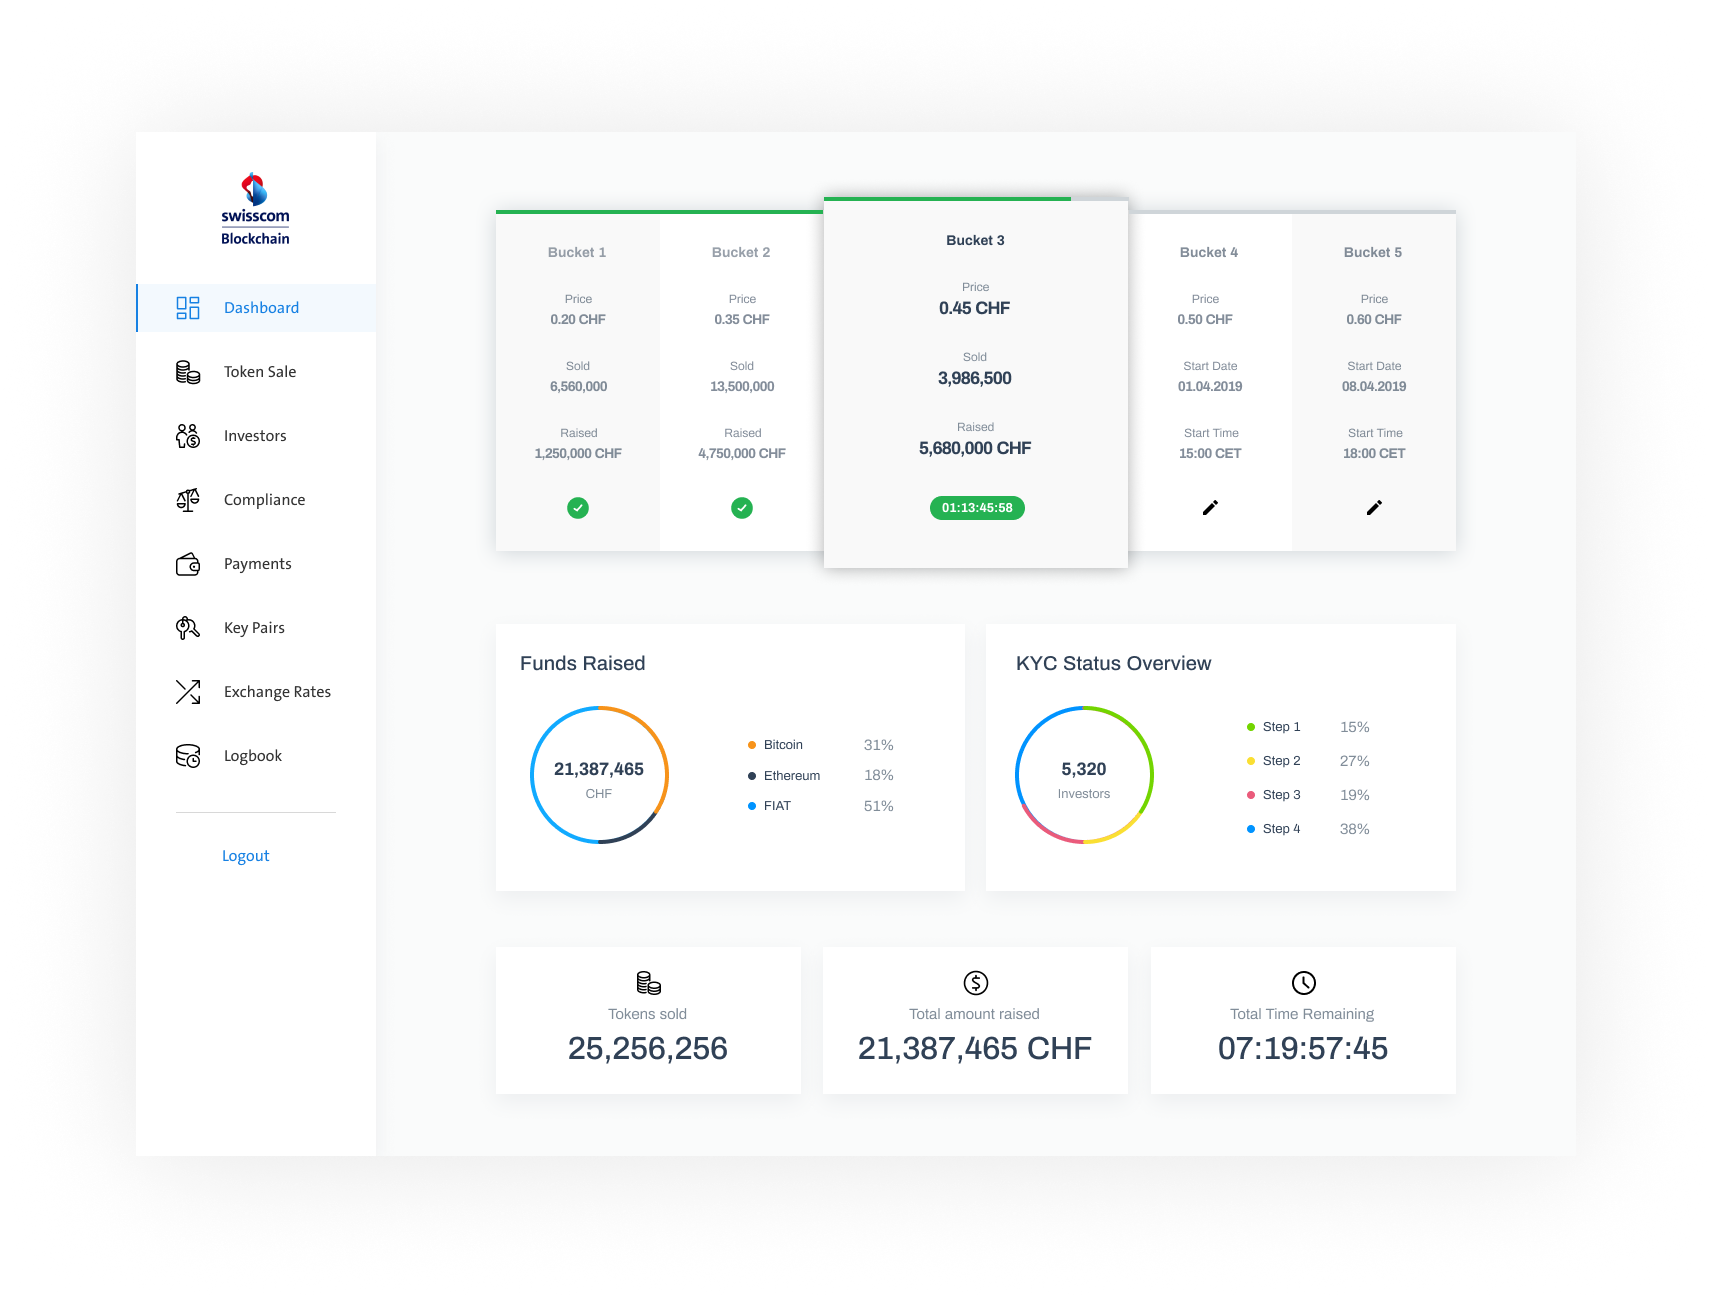 swisscom
Blockchain
Dashboard
Token Sale
Investors
Compliance
Payments
Key Pairs
Exchange Rates
Logbook
Logout
Bucket 1
Price
0.20 CHF
Sold
6,560,000
Raised
1,250,000 CHF
Bucket 2
Price
0.35 CHF
Sold
13,500,000
Raised
4,750,000 CHF
Bucket 3
Price
0.45 CHF
Sold
3,986,500
Raised
5,680,000 CHF
01:13:45:58
Bucket 4
Price
0.50 CHF
Start Date
01.04.2019
Start Time
15:00 CET
Bucket 5
Price
0.60 CHF
Start Date
08.04.2019
Start Time
18:00 CET
Funds Raised
21,387,465
CHF
Bitcoin 31%
Ethereum 18%
FIAT 51%
KYC Status Overview
5,320
Investors
Step 1 15%
Step 2 27%
Step 3 19%
Step 4 38%
Tokens sold
25,256,256
Total amount raised
21,387,465 CHF
Total Time Remaining
07:19:57:45